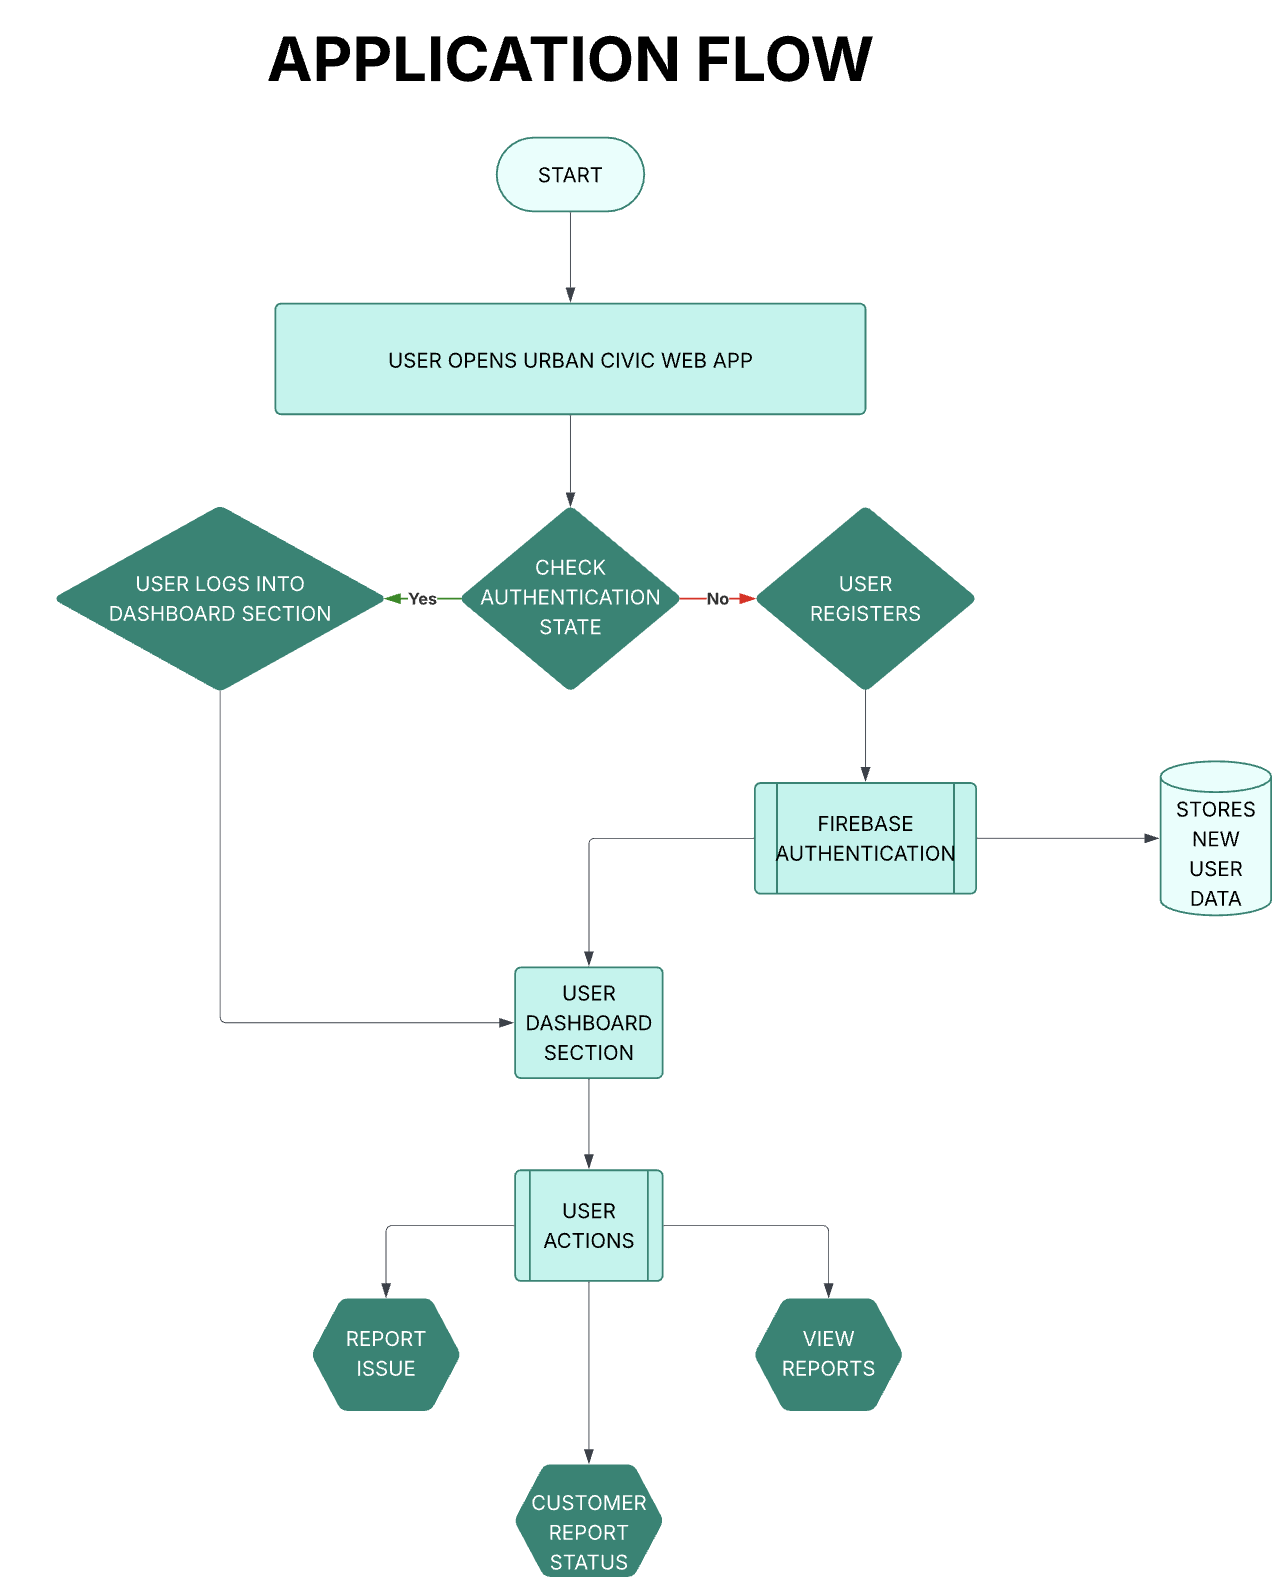 APPLICATION FLOW
START
USER OPENS URBAN CIVIC WEB APP
USER LOGS INTO
DASHBOARD SECTION
Yes
CHECK
AUTHENTICATION
STATE
No
USER
REGISTERS
FIREBASE
AUTHENTICATION
STORES
NEW
USER
DATA
USER
DASHBOARD
SECTION
USER
ACTIONS
REPORT
ISSUE
VIEW
REPORTS
CUSTOMER
REPORT
STATUS